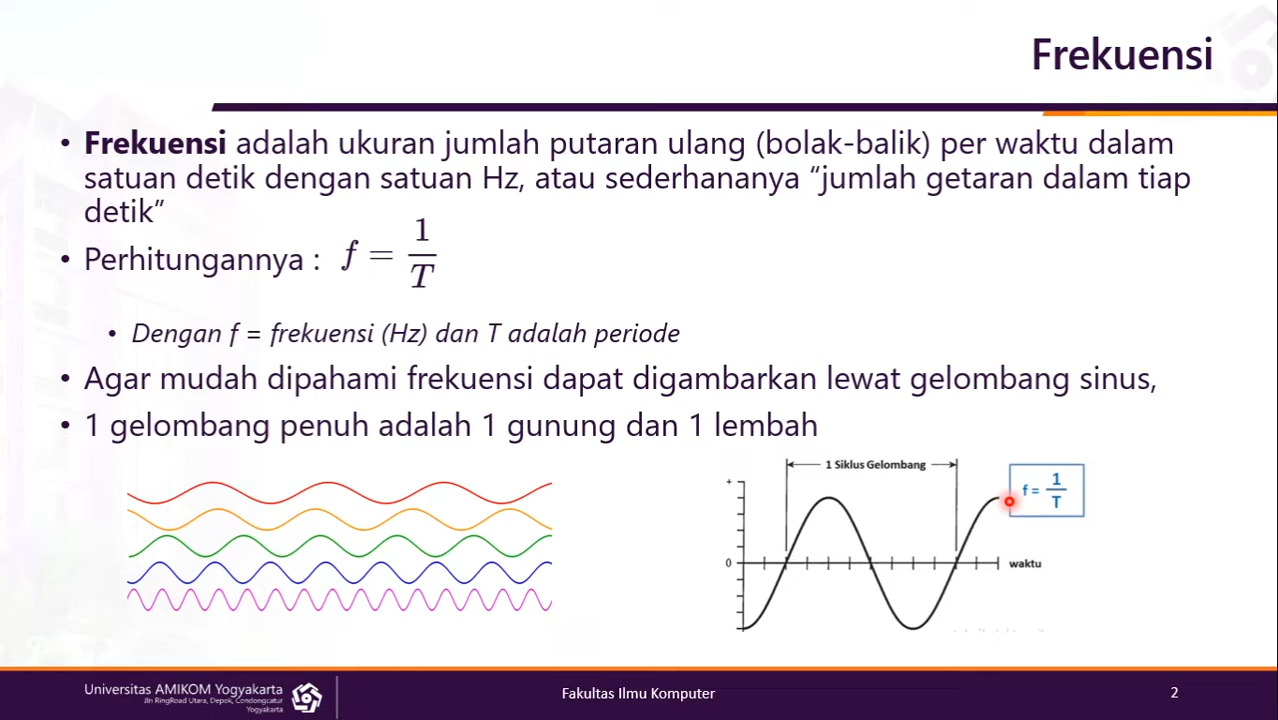 Frekuensi
• Frekuensi adalah ukuran jumlah putaran ulang (bolak-balik) per waktu dalam
satuan detik dengan satuan Hz, atau sederhananya “jumlah getaran dalam tiap
detik”
• Perhitungannya : f = 1/T
• Dengan f = frekuensi (Hz) dan T adalah periode
• Agar mudah dipahami frekuensi dapat digambarkan lewat gelombang sinus,
• 1 gelombang penuh adalah 1 gunung dan 1 lembah
1 Siklus Gelombang
f = 1/T
+
0
waktu
Universitas AMIKOM Yogyakarta
Jln RingRoad Utara, Depok, Condongcatur
Yogyakarta
Fakultas Ilmu Komputer
2